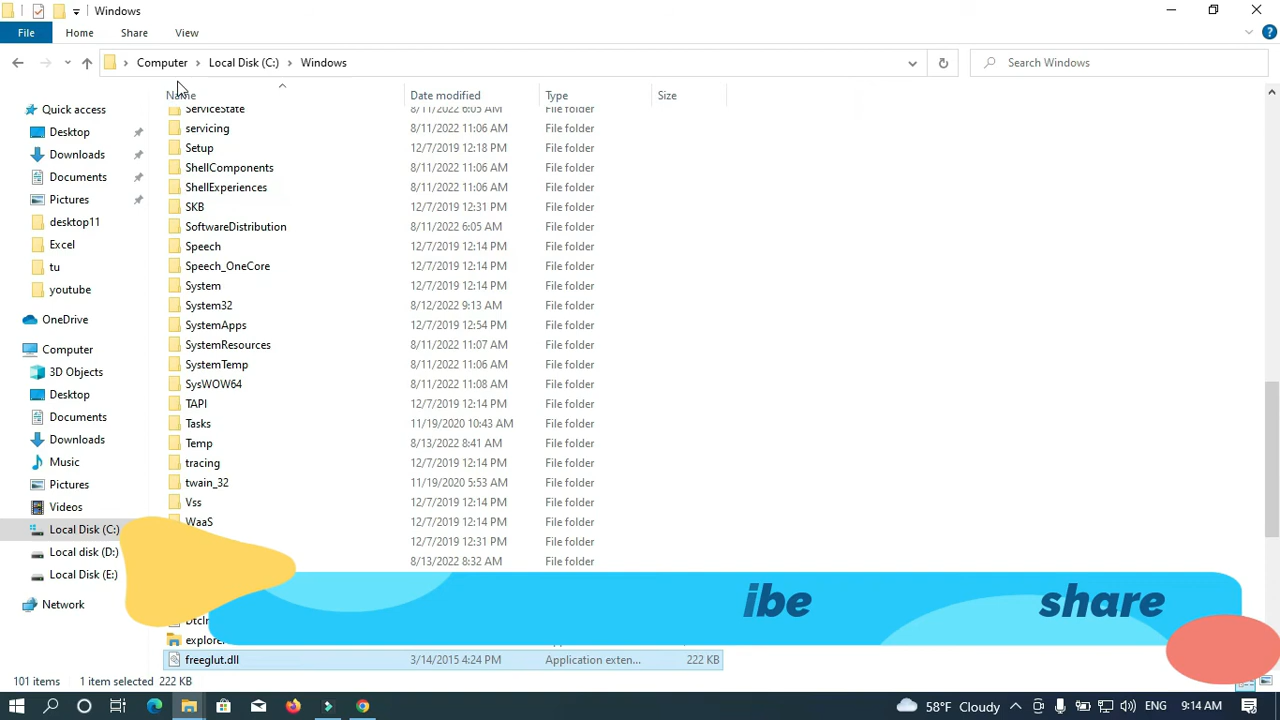 Windows
File Home Share View
Computer Local Disk (C:) Windows
Search Windows
Name Date modified Type Size
ServiceState 8/11/2022 6:05 AM File folder
servicing 8/11/2022 11:06 AM File folder
Setup 12/7/2019 12:18 PM File folder
ShellComponents 8/11/2022 11:06 AM File folder
ShellExperiences 8/11/2022 11:06 AM File folder
SKB 12/7/2019 12:31 PM File folder
SoftwareDistribution 8/11/2022 6:05 AM File folder
Speech 12/7/2019 12:14 PM File folder
Speech_OneCore 12/7/2019 12:14 PM File folder
System 12/7/2019 12:14 PM File folder
System32 8/12/2022 9:13 AM File folder
SystemApps 12/7/2019 12:54 PM File folder
SystemResources 8/11/2022 11:07 AM File folder
SystemTemp 8/11/2022 11:06 AM File folder
SysWOW64 8/11/2022 11:08 AM File folder
TAPI 12/7/2019 12:14 PM File folder
Tasks 11/19/2020 10:43 AM File folder
Temp 8/13/2022 8:41 AM File folder
tracing 12/7/2019 12:14 PM File folder
twain_32 11/19/2020 5:53 AM File folder
Vss 12/7/2019 12:14 PM File folder
WaaS 12/7/2019 12:14 PM File folder
12/7/2019 12:31 PM File folder
8/13/2022 8:32 AM File folder
explore
freeglut.dll 3/14/2015 4:24 PM Application exten... 222 KB
Quick access
Desktop
Downloads
Documents
Pictures
desktop11
Excel
tu
youtube
OneDrive
Computer
3D Objects
Desktop
Documents
Downloads
Music
Pictures
Videos
Local Disk (C:)
Local disk (D:)
Local Disk (E:)
Network
ibe share
101 items 1 item selected 222 KB
58°F Cloudy ENG 9:14 AM